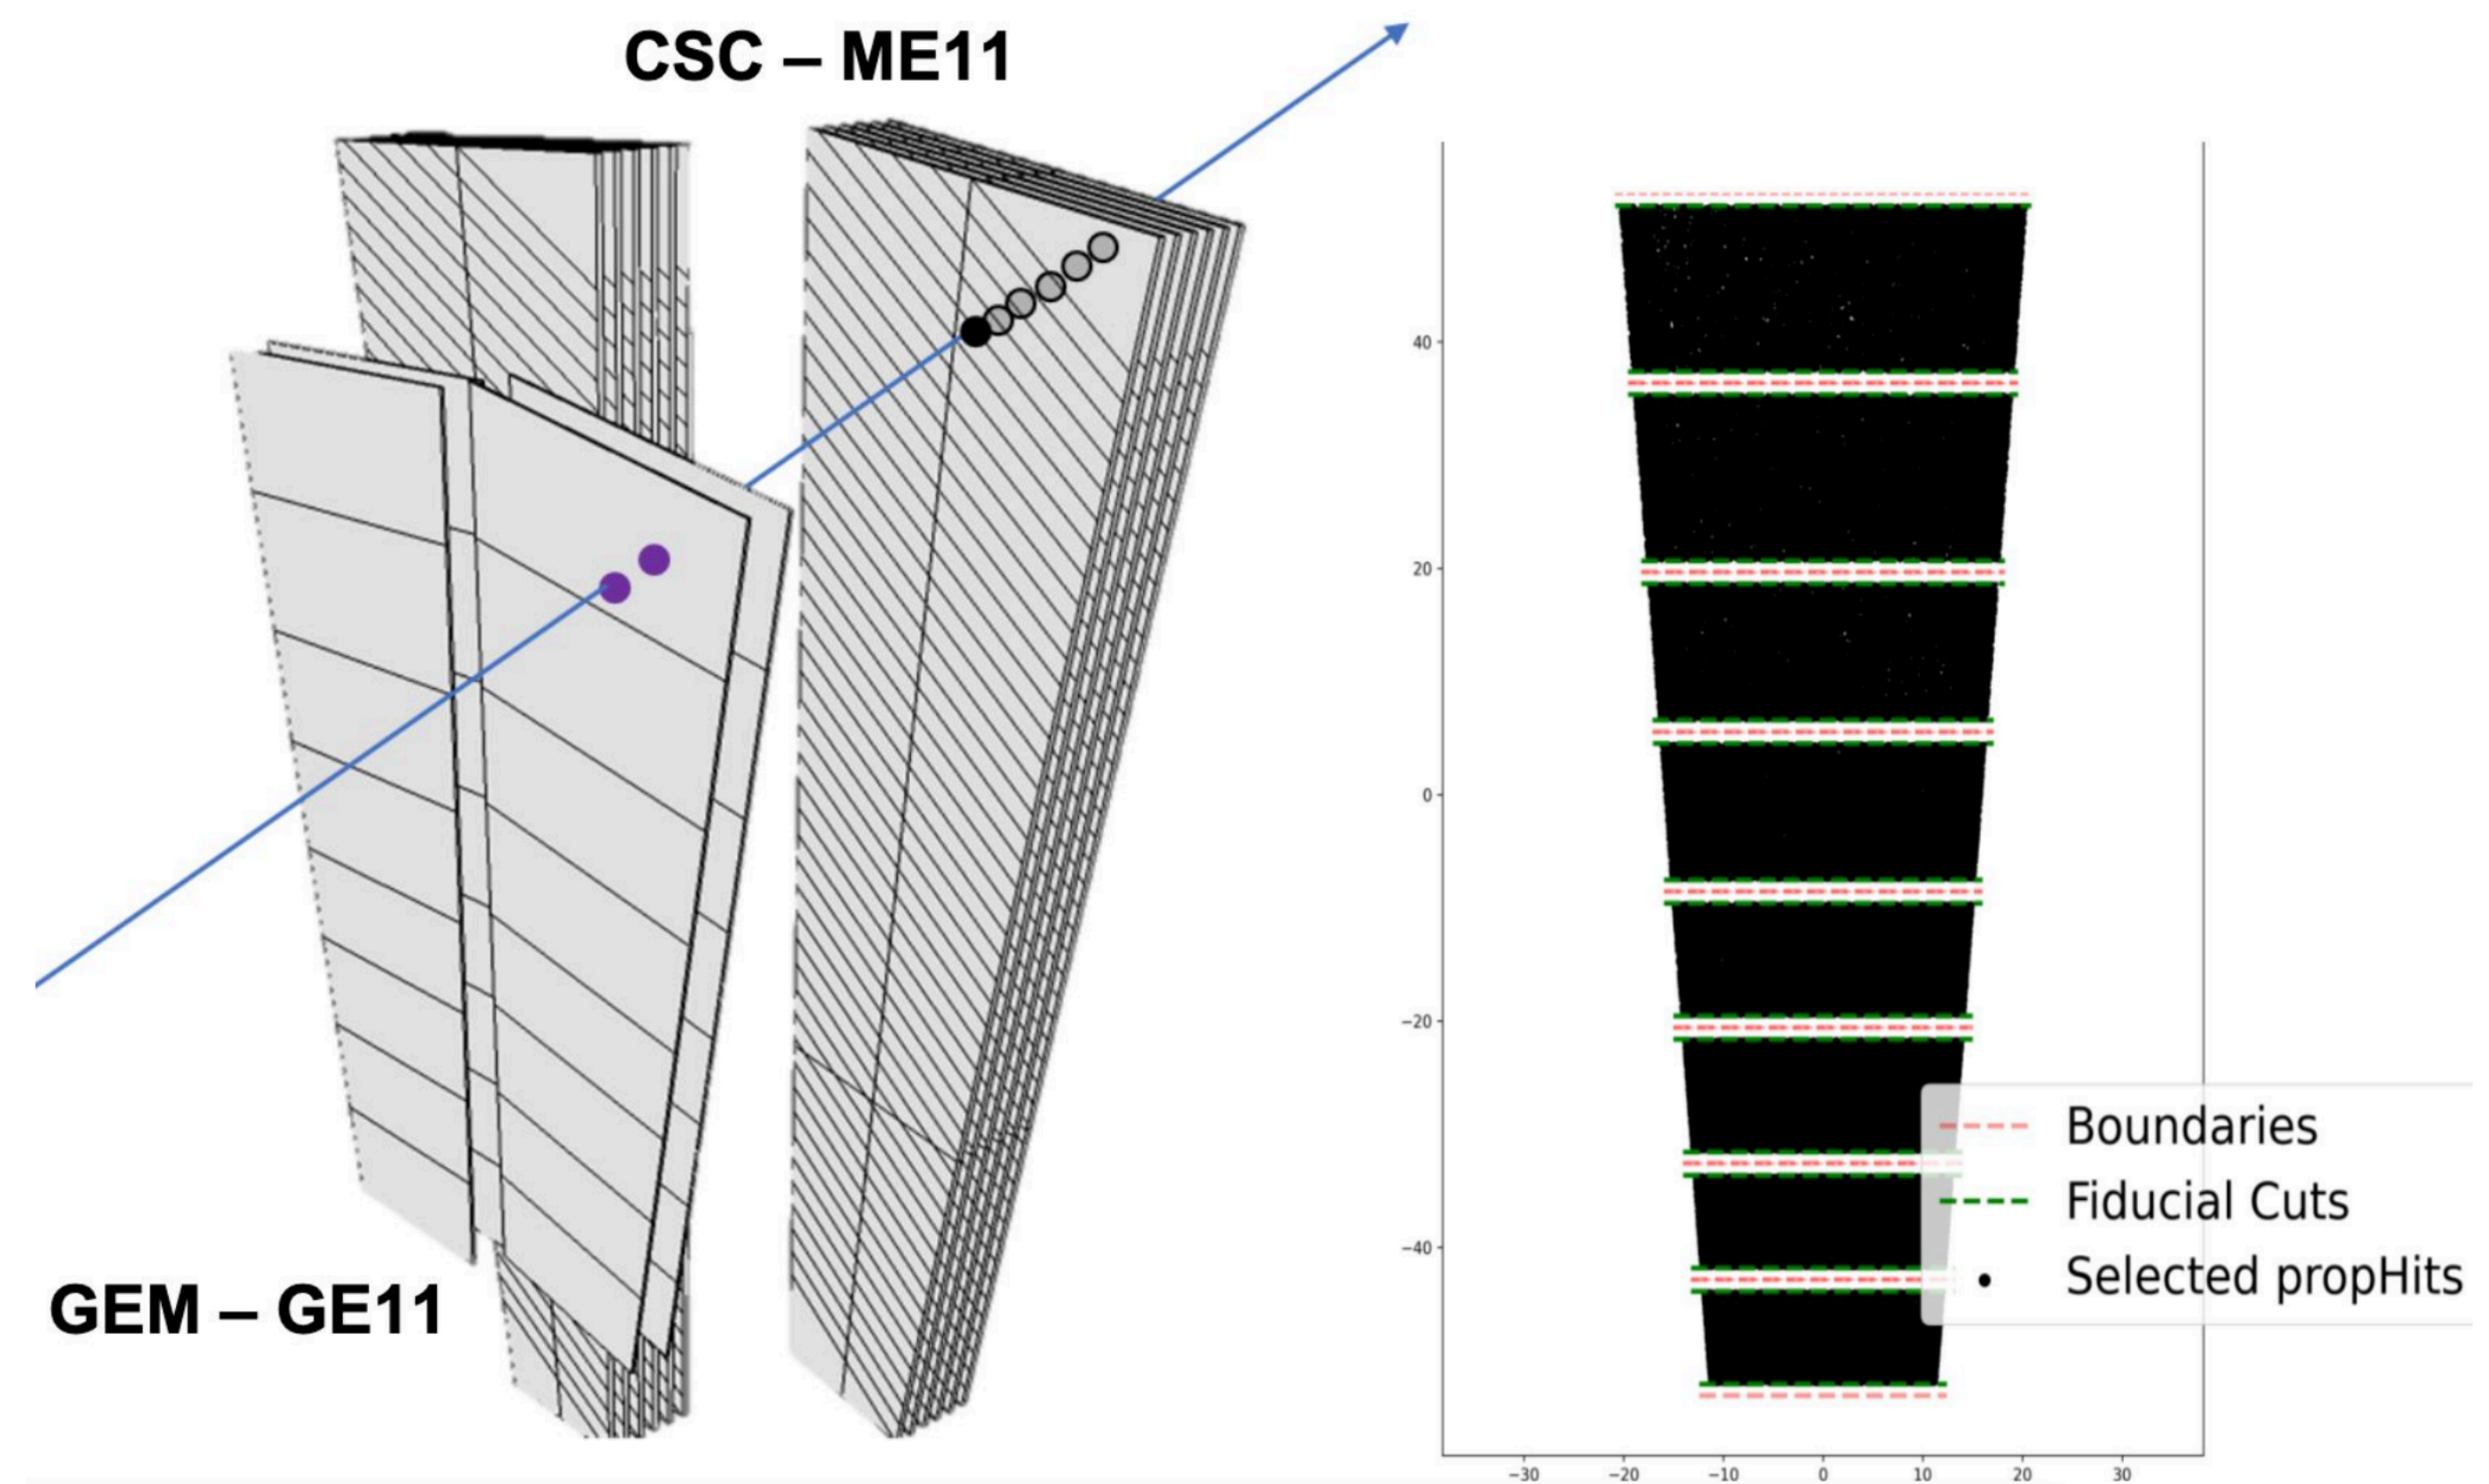 CSC – ME11
GEM – GE11
40
20
0
−20
−40
−30
−20
−10
0
10
20
30
Boundaries
Fiducial Cuts
Selected propHits